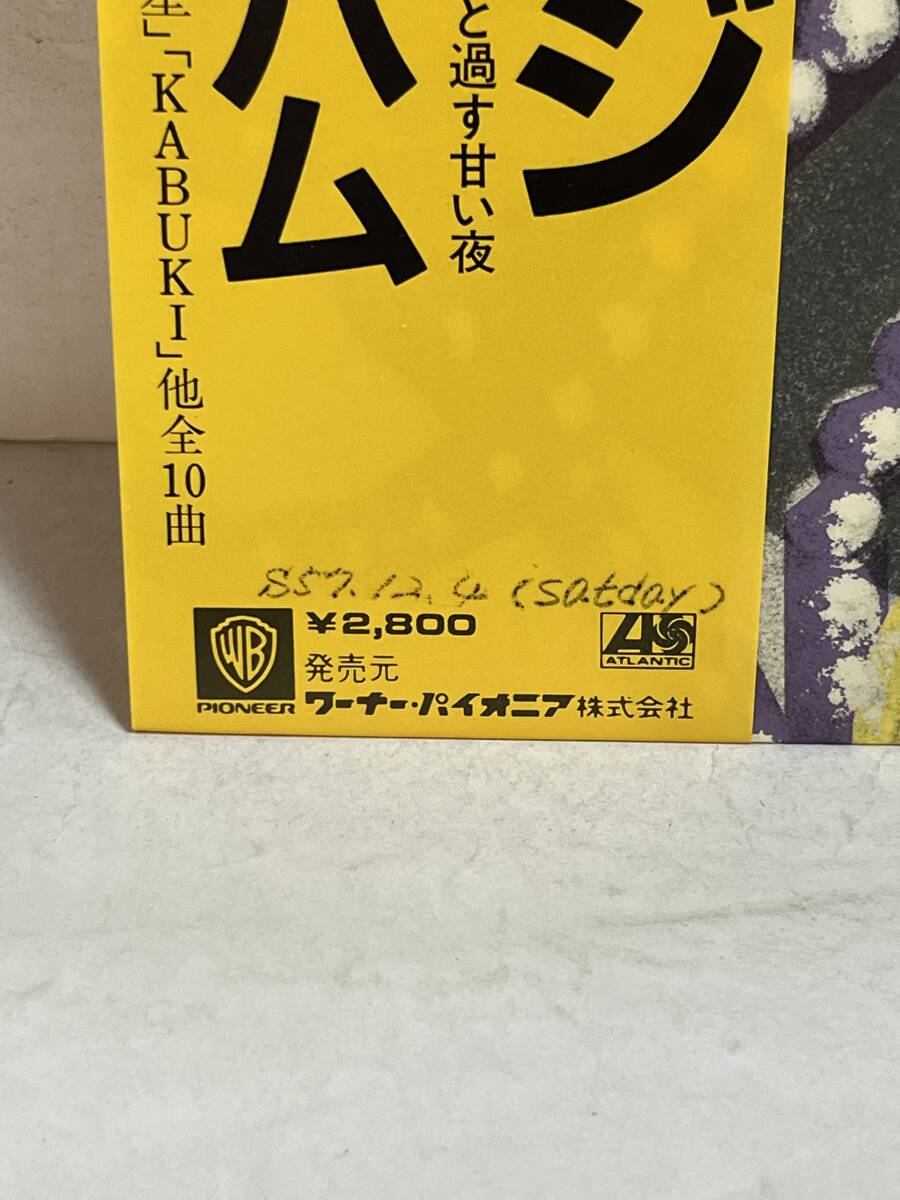 ジ
と過す甘い夜
ハム
」「KABUKI」他全10曲
S57.12.4 (Satday)
¥2,800
発売元
ワーナー・パイオニア株式会社
WB
PIONEER
ATLANTIC